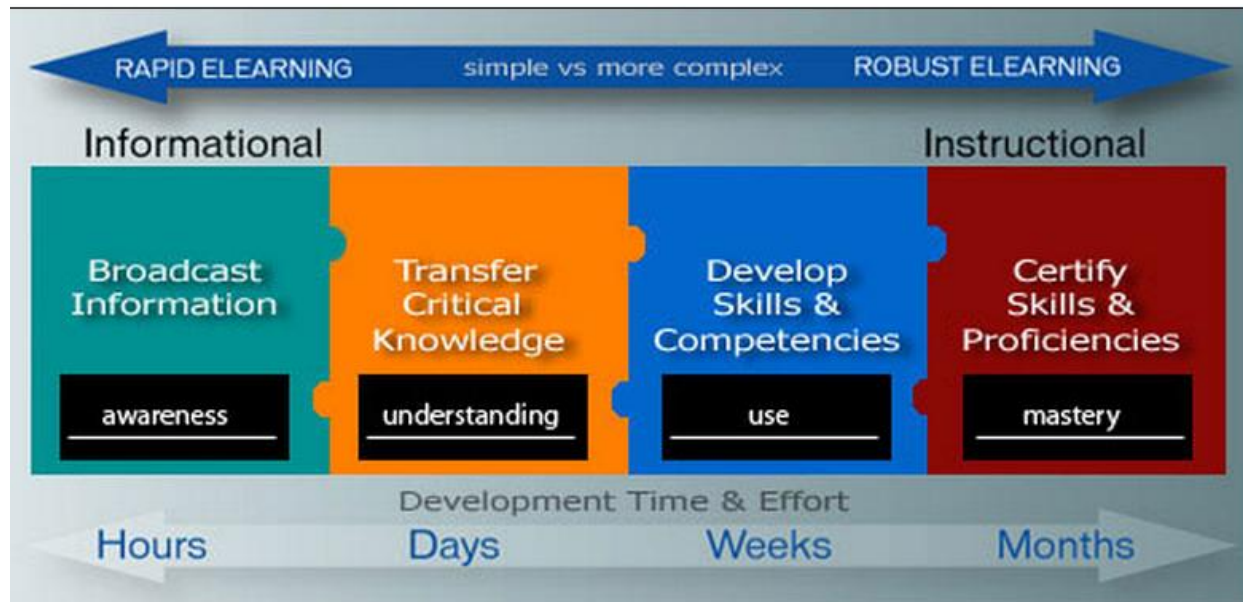 RAPID ELEARNING simple vs more complex ROBUST ELEARNING
Informational Instructional
Broadcast
Information
awareness
Transfer
Critical
Knowledge
understanding
Develop
Skills &
Competencies
use
Certify
Skills &
Proficiencies
mastery
Development Time & Effort
Hours Days Weeks Months